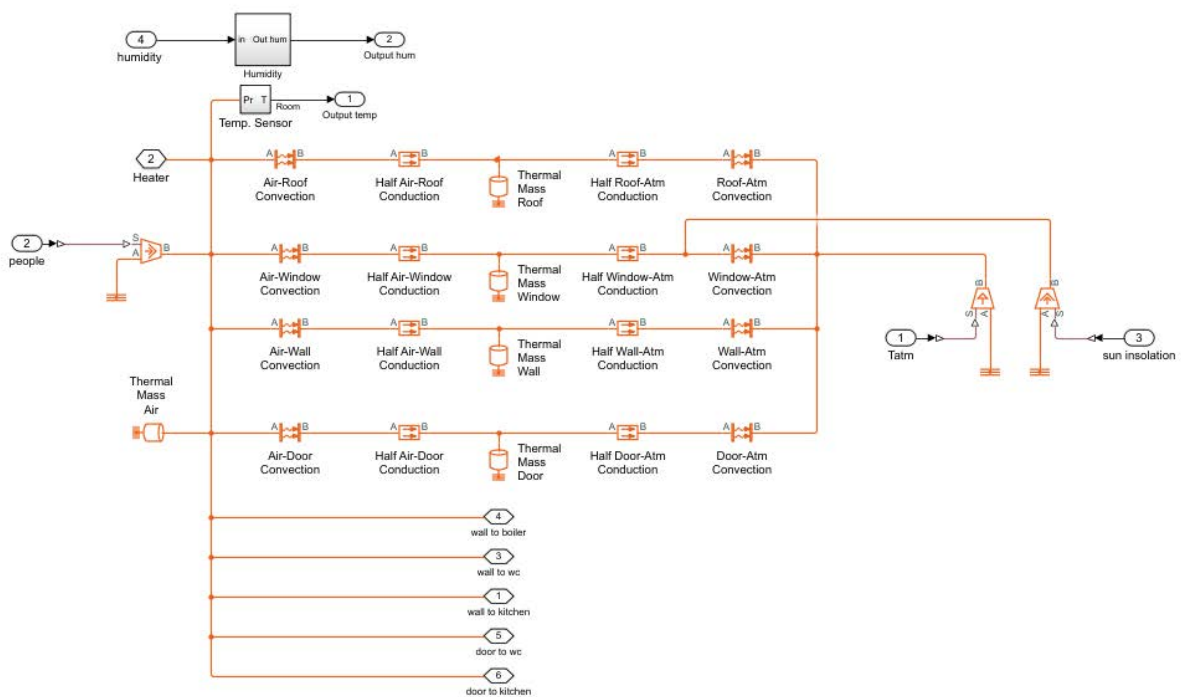 4
humidity
in Out hum
Humidity
2
Output hum
Pr T
Temp. Sensor
Room
1
Output temp
2
Heater
A B
Air-Roof
Convection
A B
Half Air-Roof
Conduction
Thermal
Mass
Roof
A B
Half Roof-Atm
Conduction
A B
Roof-Atm
Convection
2
people
S
A
B
A B
Air-Window
Convection
A B
Half Air-Window
Conduction
Thermal
Mass
Window
A B
Half Window-Atm
Conduction
A B
Window-Atm
Convection
A B
Air-Wall
Convection
A B
Half Air-Wall
Conduction
Thermal
Mass
Wall
A B
Half Wall-Atm
Conduction
A B
Wall-Atm
Convection
B
S
A
1
Tatm
B
A
S
3
sun insolation
Thermal
Mass
Air
A B
Air-Door
Convection
A B
Half Air-Door
Conduction
Thermal
Mass
Door
A B
Half Door-Atm
Conduction
A B
Door-Atm
Convection
4
wall to boiler
3
wall to wc
1
wall to kitchen
5
door to wc
6
door to kitchen